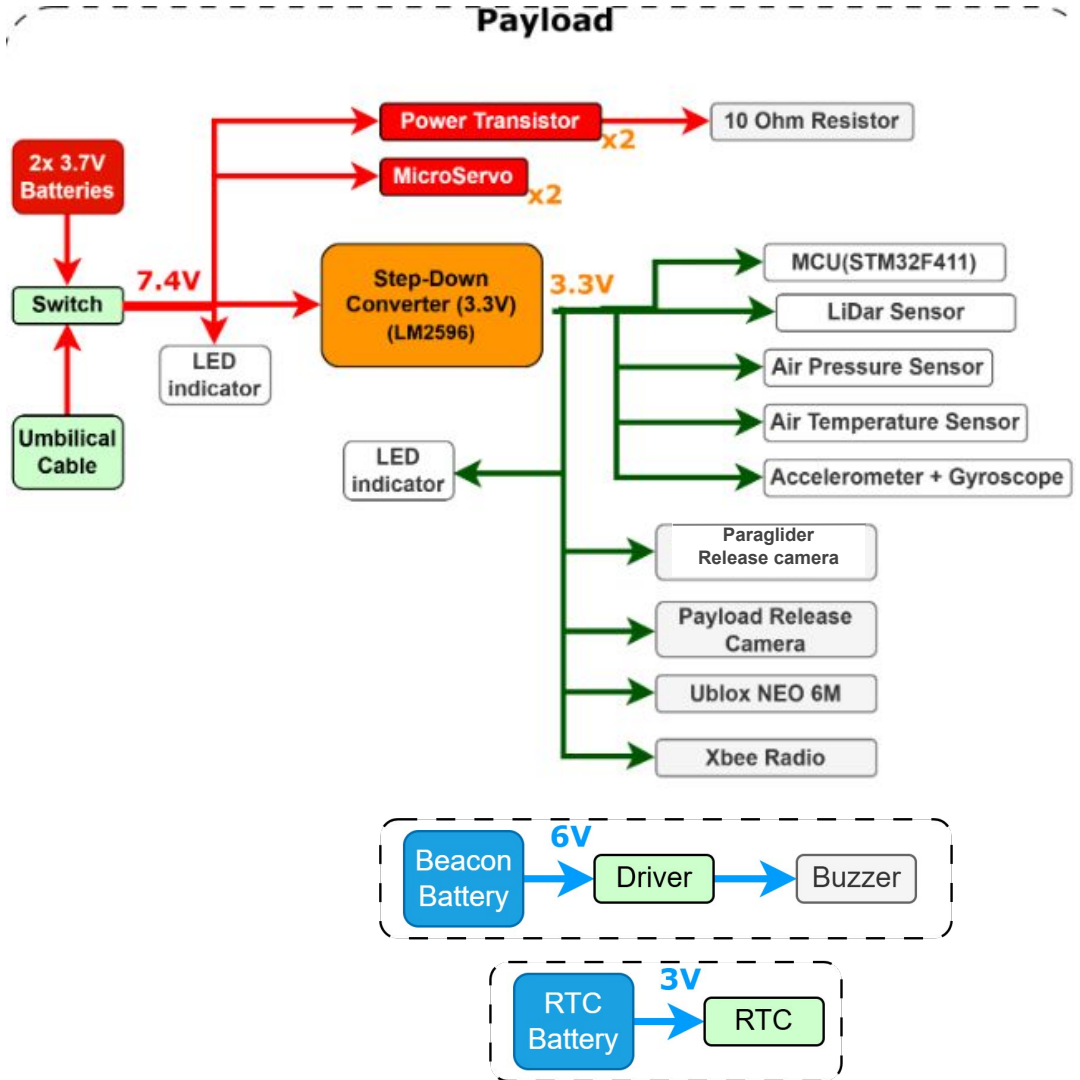 Payload
Power Transistor
x2
10 Ohm Resistor
2x 3.7V
Batteries
MicroServo
x2
7.4V
Switch
Step-Down
Converter (3.3V)
(LM2596)
3.3V
MCU(STM32F411)
LiDar Sensor
LED
indicator
Air Pressure Sensor
Umbilical
Cable
Air Temperature Sensor
LED
indicator
Accelerometer + Gyroscope
Paraglider
Release camera
Payload Release
Camera
Ublox NEO 6M
Xbee Radio
Beacon
Battery
6V
Driver
Buzzer
RTC
Battery
3V
RTC